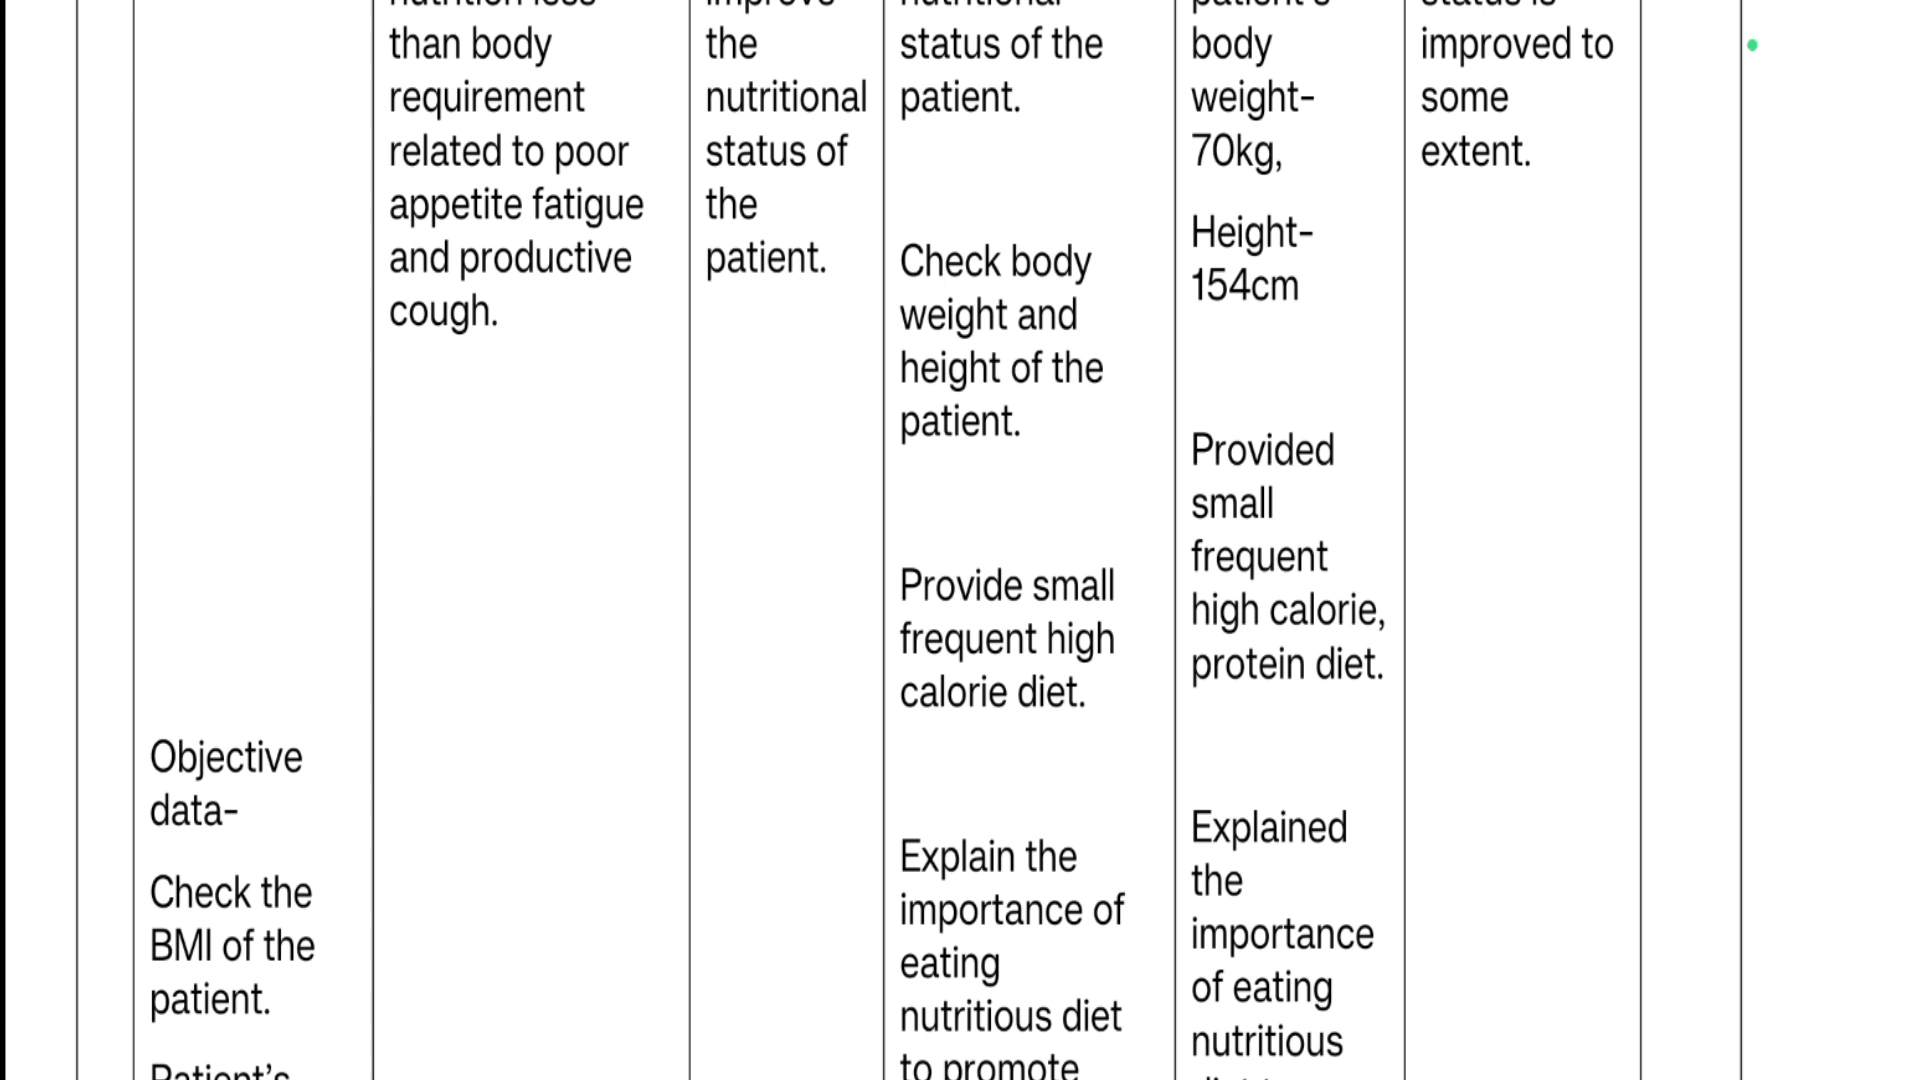 than body
requirement
related to poor
appetite fatigue
and productive
cough.
the
nutritional
status of
the
patient.
status of the
patient.
Check body
weight and
height of the
patient.
Provide small
frequent high
calorie diet.
Explain the
importance of
eating
nutritious diet
to promote
body
weight-
70kg,
Height-
154cm
Provided
small
frequent
high calorie,
protein diet.
Explained
the
importance
of eating
nutritious
improved to
some
extent.
Objective
data-
Check the
BMI of the
patient.
Patient's